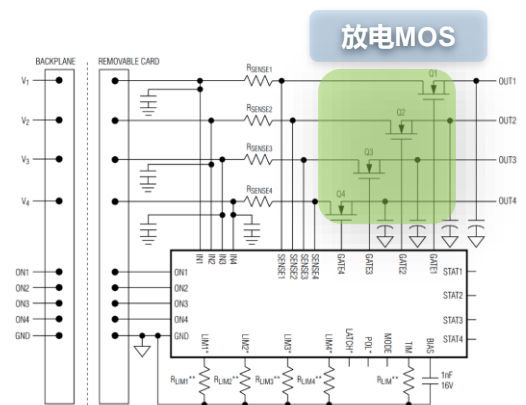 放电MOS
BACKPLANE
REMOVABLE CARD
V1
V2
V3
V4
RSENSE1
RSENSE2
RSENSE3
RSENSE4
Q1
Q2
Q3
Q4
OUT1
OUT2
OUT3
OUT4
ON1
ON2
ON3
ON4
GND
IN1
IN2
IN3
IN4
SENSE1
SENSE2
SENSE3
SENSE4
GATE4
GATE3
GATE2
GATE1
ON1
ON2
ON3
ON4
GND
STAT1
STAT2
STAT3
STAT4
LIM1*
LIM2*
LIM3*
LIM4*
LATCH*
POL*
MODE
TIM
BIAS
RLIM1**
RLIM2**
RLIM3**
RLIM4**
RLIM**
1nF
16V